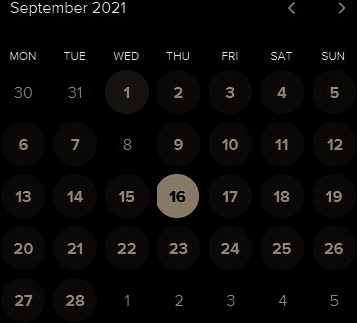 September 2021
MON TUE WED THU FRI SAT SUN
30 31 1 2 3 4 5
6 7 8 9 10 11 12
13 14 15 16 17 18 19
20 21 22 23 24 25 26
27 28 1 2 3 4 5